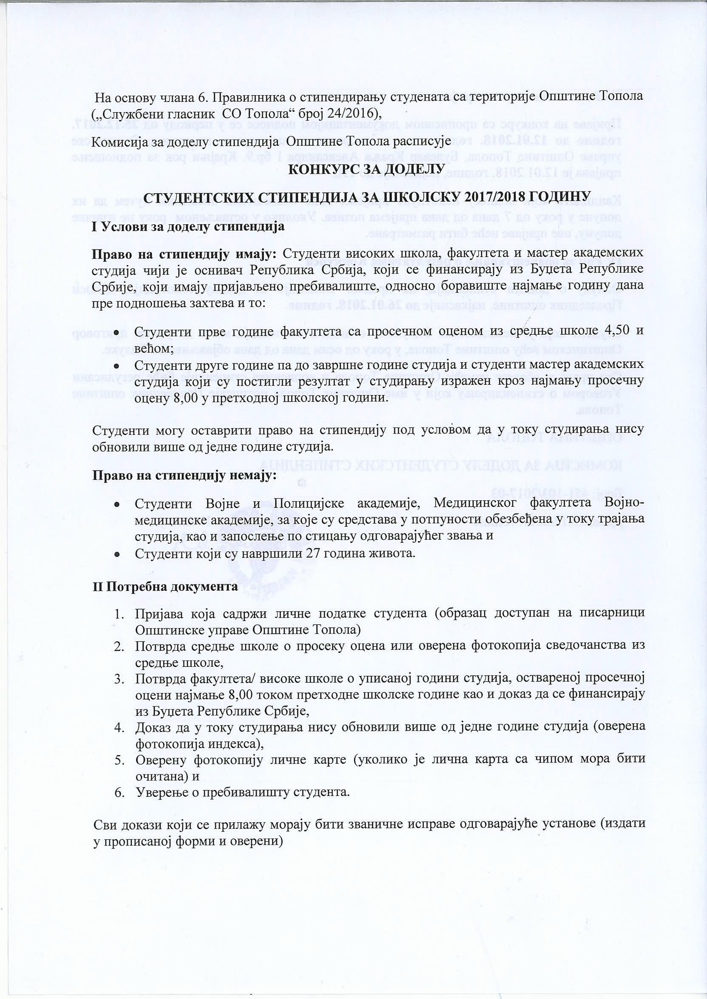 На основу члана 6. Правилника о стипендирању студената са територије Општине Топола
(„Службени гласник СО Топола“ број 24/2016),
Комисија за доделу стипендија Општине Топола расписује
КОНКУРС ЗА ДОДЕЛУ
СТУДЕНТСКИХ СТИПЕНДИЈА ЗА ШКОЛСКУ 2017/2018 ГОДИНУ
I Услови за доделу стипендија
Право на стипендију имају: Студенти високих школа, факултета и мастер академских
студија чији је оснивач Република Србија, који се финансирају из Буџета Републике
Србије, који имају пријављено пребивалиште, односно боравиште најмање годину дана
пре подношења захтева и то:
• Студенти прве године факултета са просечном оценом из средње школе 4,50 и
већом;
• Студенти друге године па до завршне године студија и студенти мастер академских
студија који су постигли резултат у студирању изражен кроз најмању просечну
оцену 8,00 у претходној школској години.
Студенти могу оставрити право на стипендију под условом да у току студирања нису
обновили више од једне године студија.
Право на стипендију немају:
• Студенти Војне и Полицијске академије, Медицинског факултета Војно-
медицинске академије, за које су средстава у потпуности обезбеђена у току трајања
студија, као и запослење по стицању одговарајућег звања и
• Студенти који су навршили 27 година живота.
II Потребна документа
1. Пријава која садржи личне податке студента (образац доступан на писарници
Општинске управе Општине Топола)
2. Потврда средње школе о просеку оцена или оверена фотокопија сведочанства из
средње школе,
3. Потврда факултета/ високе школе о уписаној години студија, оствареној просечној
оцени најмање 8,00 током претходне школске године као и доказ да се финансирају
из Буџета Републике Србије,
4. Доказ да у току студирања нису обновили више од једне године студија (оверена
фотокопија индекса),
5. Оверену фотокопију личне карте (уколико је лична карта са чипом мора бити
очитана) и
6. Уверење о пребивалишту студента.
Сви докази који се прилажу морају бити званичне исправе одговарајуће установе (издати
у прописаној форми и оверени)